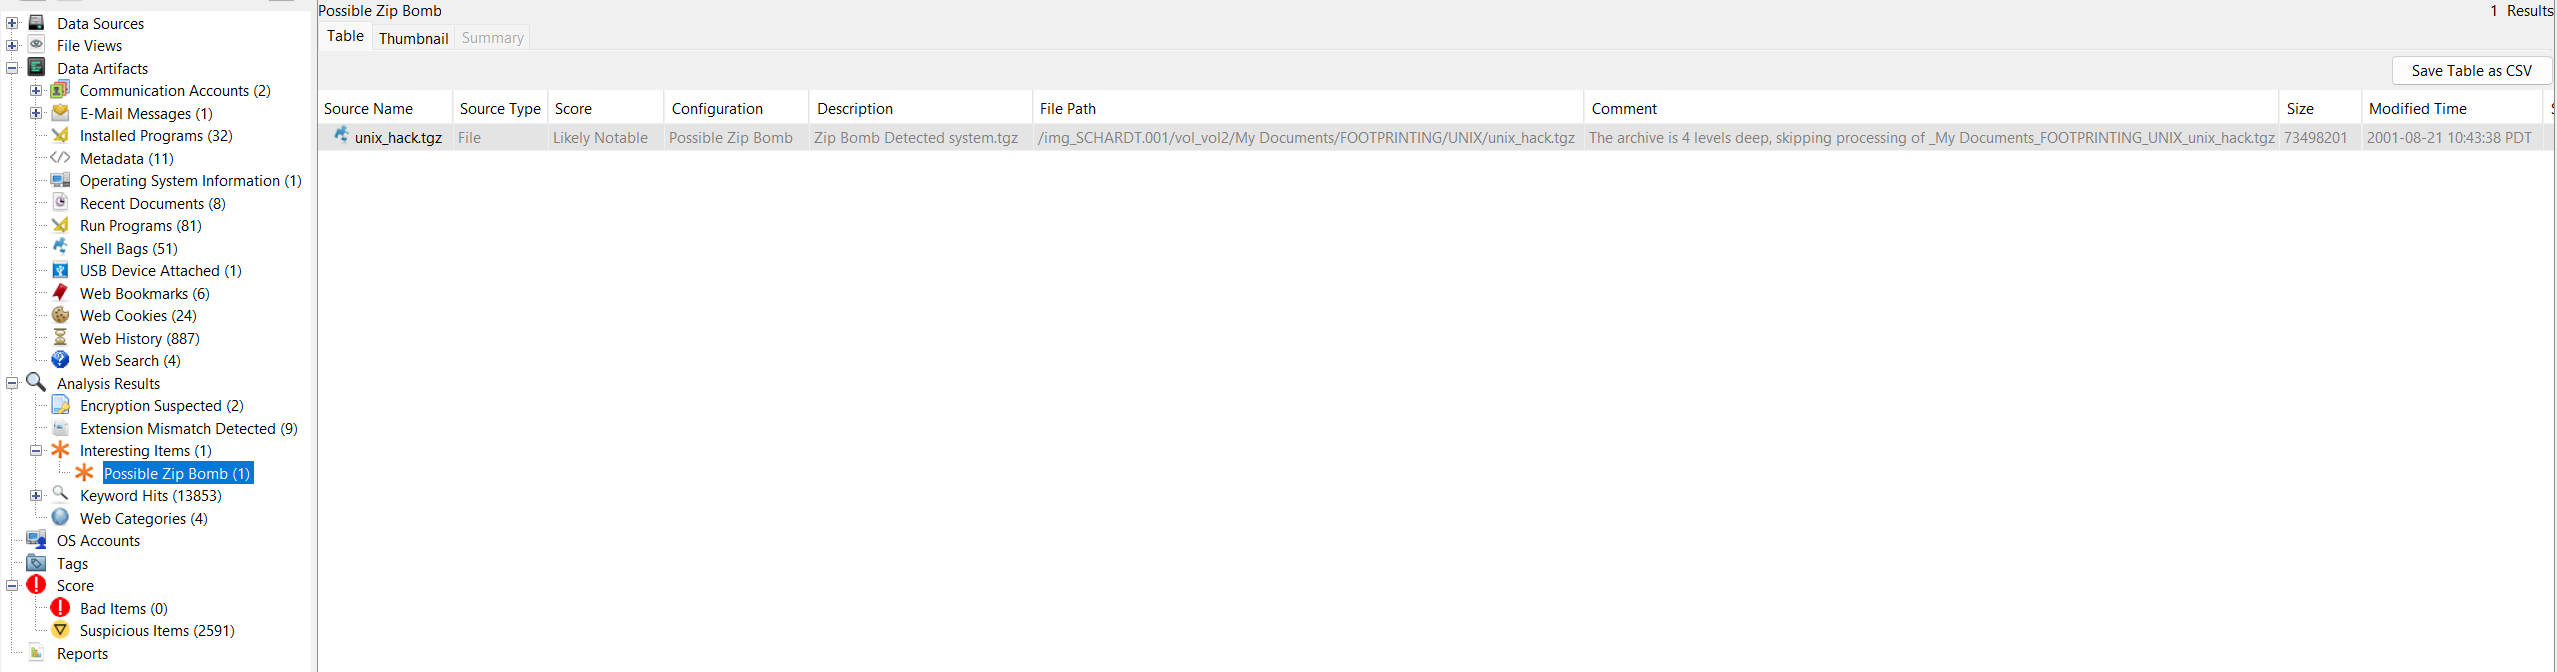 Data Sources
File Views
Data Artifacts
Communication Accounts (2)
E-Mail Messages (1)
Installed Programs (32)
Metadata (11)
Operating System Information (1)
Recent Documents (8)
Run Programs (81)
Shell Bags (51)
USB Device Attached (1)
Web Bookmarks (6)
Web Cookies (24)
Web History (887)
Web Search (4)
Analysis Results
Encryption Suspected (2)
Extension Mismatch Detected (9)
Interesting Items (1)
Possible Zip Bomb (1)
Keyword Hits (13853)
Web Categories (4)
OS Accounts
Tags
Score
Bad Items (0)
Suspicious Items (2591)
Reports
Possible Zip Bomb 1 Results
Table Thumbnail Summary
Save Table as CSV
Source Name Source Type Score Configuration Description File Path Comment Size Modified Time
unix_hack.tgz File Likely Notable Possible Zip Bomb Zip Bomb Detected system.tgz /img_SCHARDT.001/vol_vol2/My Documents/FOOTPRINTING/UNIX/unix_hack.tgz The archive is 4 levels deep, skipping processing of _My Documents_FOOTPRINTING_UNIX_unix_hack.tgz 73498201 2001-08-21 10:43:38 PDT